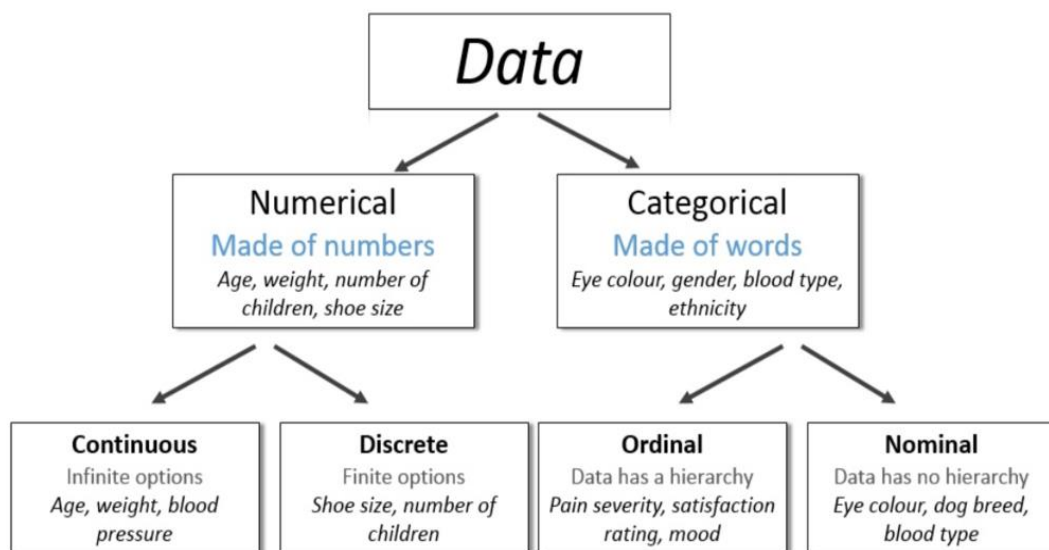 Data
Numerical
Made of numbers
Age, weight, number of
children, shoe size
Categorical
Made of words
Eye colour, gender, blood type,
ethnicity
Continuous
Infinite options
Age, weight, blood
pressure
Discrete
Finite options
Shoe size, number of
children
Ordinal
Data has a hierarchy
Pain severity, satisfaction
rating, mood
Nominal
Data has no hierarchy
Eye colour, dog breed,
blood type